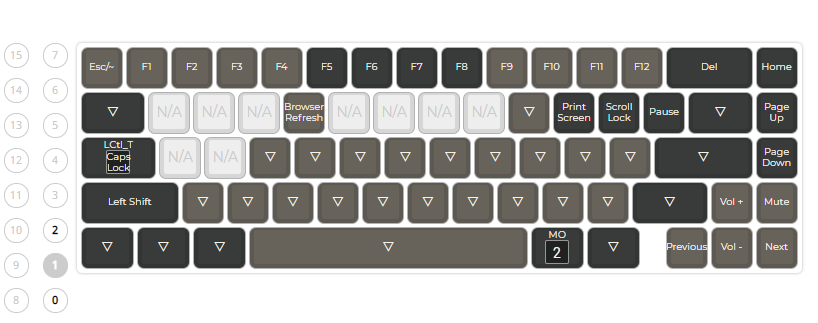 15 7 Esc/~ F1 F2 F3 F4 F5 F6 F7 F8 F9 F10 F11 F12 Del Home
14 6 ▽ N/A N/A N/A Browser Refresh N/A N/A N/A N/A ▽ Print Screen Scroll Lock Pause ▽ Page Up
13 5
12 4 LCtl_T Caps Lock N/A N/A ▽ ▽ ▽ ▽ ▽ ▽ ▽ ▽ ▽ ▽ Page Down
11 3 Left Shift ▽ ▽ ▽ ▽ ▽ ▽ ▽ ▽ ▽ ▽ ▽ Vol + Mute
10 2 ▽ ▽ ▽ ▽ MO 2 ▽ Previous Vol - Next
9 1
8 0